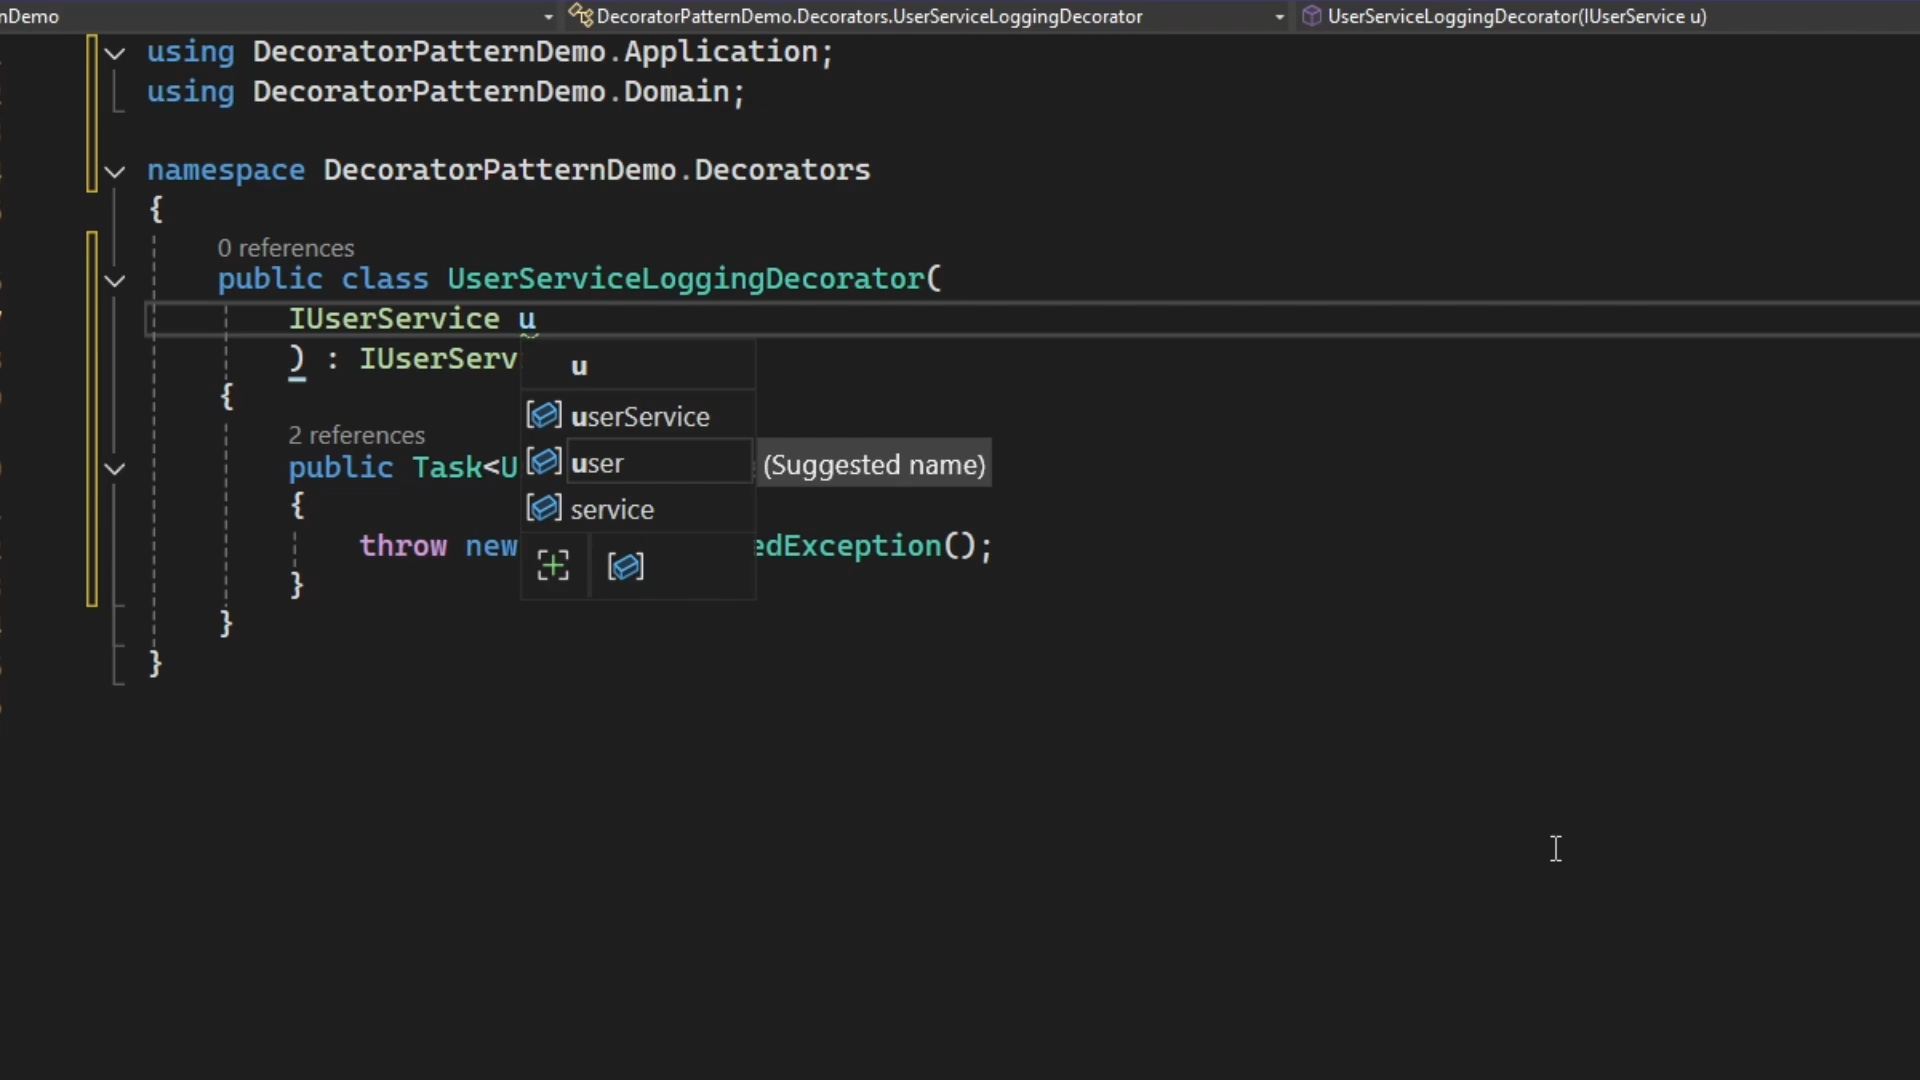 nDemo
DecoratorPatternDemo.Decorators.UserServiceLoggingDecorator
UserServiceLoggingDecorator(IUserService u)
using DecoratorPatternDemo.Application;
using DecoratorPatternDemo.Domain;
namespace DecoratorPatternDemo.Decorators
{
0 references
public class UserServiceLoggingDecorator(
IUserService u
) : IUserServ
{
2 references
public Task<U
{
throw new edException();
}
}
}
u
userService
user
(Suggested name)
service